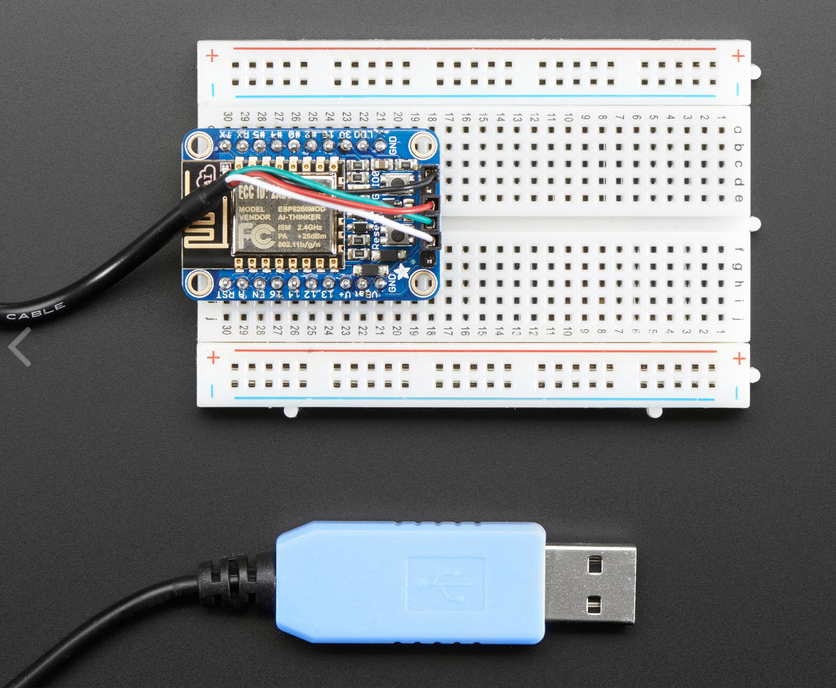 + +
- -
30 29 28 27 26 25 24 23 22 21 20 19 18 17 16 15 14 13 12 11 10 9 8 7 6 5 4 3 2 1
a
b
c
d
e
TX RX #5 #4 #0 #2 16 3V LDO GND
MODEL ESP8266MOD
VENDOR AI-THINKER
ISM 2.4GHz
PA +25dBm
802.11b/g/n
FC
FCC ID:
Reset
RST A EN 16 14 12 13 V+ VBat GND
f
g
h
i
j
j
30 29 28 27 26 25 24 23 22 21 20 19 18 17 16 15 14 13 12 11 10 9 8 7 6 5 4 3 2 1
+ +
- -
CABLE